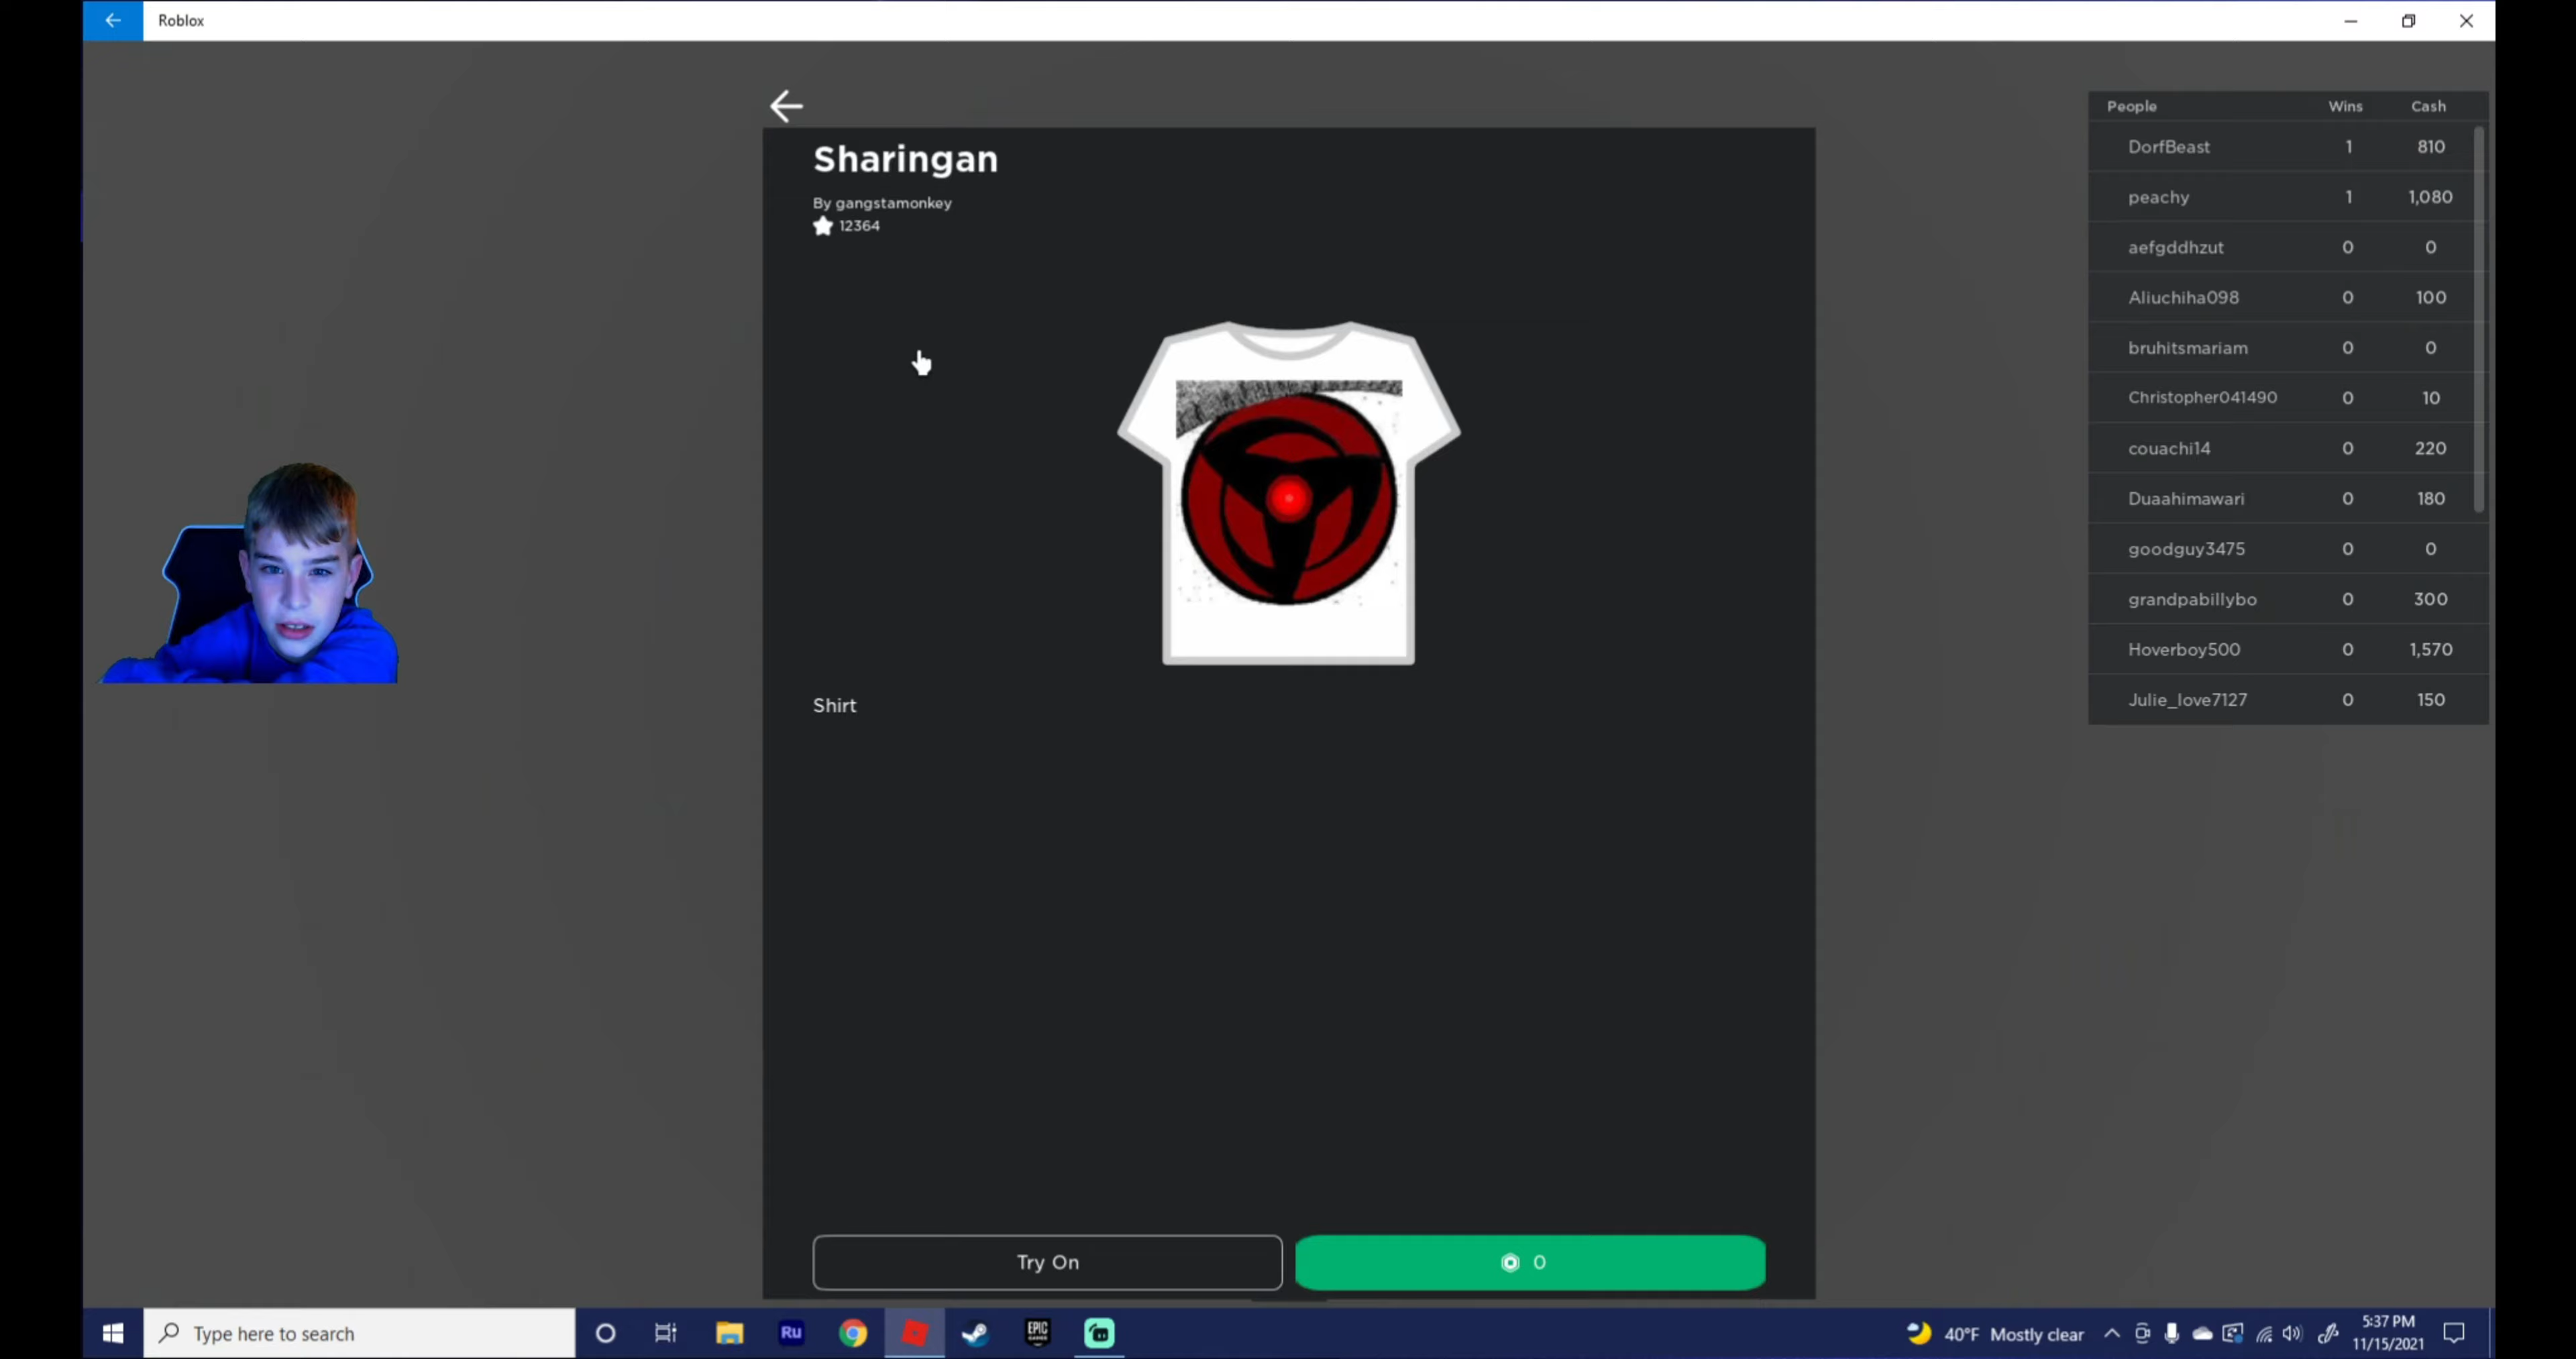 Roblox
Sharingan
By gangstamonkey
12364
Shirt
Try On
0
People Wins Cash
DorfBeast 1 810
peachy 1 1,080
aefgddhzut 0 0
Aliuchiha098 0 100
bruhitsmariam 0 0
Christopher041490 0 10
couachi14 0 220
Duaahimawari 0 180
goodguy3475 0 0
grandpabillybo 0 300
Hoverboy500 0 1,570
Julie_love7127 0 150
Type here to search
Ru
EPIC
GAMES
40°F Mostly clear
5:37 PM
11/15/2021